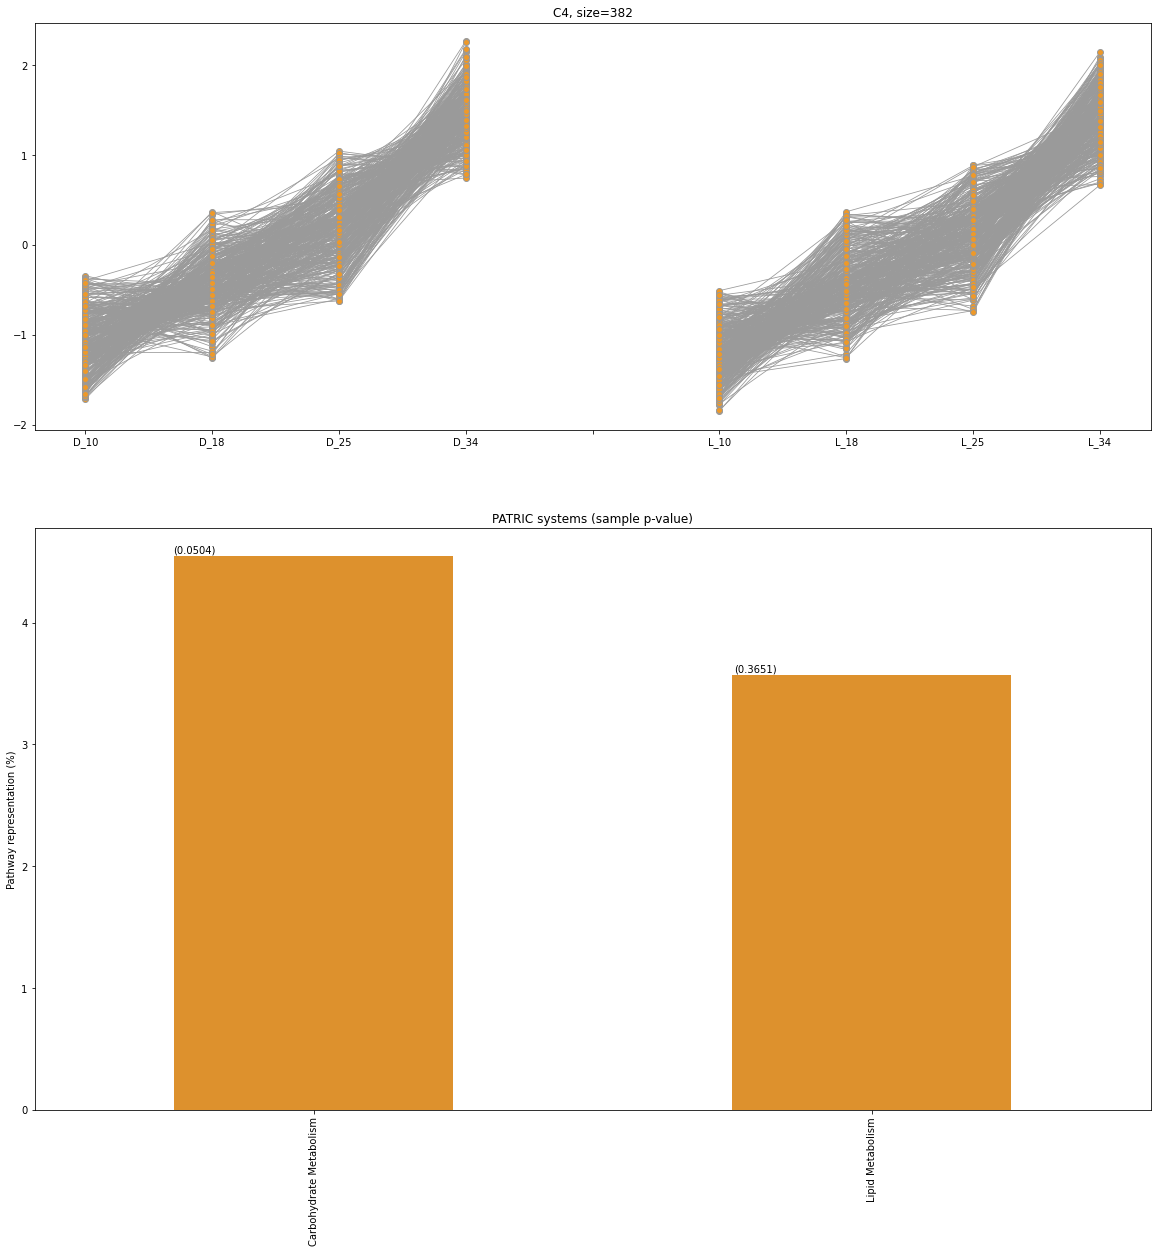 C4, size=382
2
1
0
−1
−2
D_10 D_18 D_25 D_34 L_10 L_18 L_25 L_34
PATRIC systems (sample p-value)
Pathway representation (%)
4
3
2
1
0
(0.0504)
(0.3651)
Carbohydrate Metabolism
Lipid Metabolism